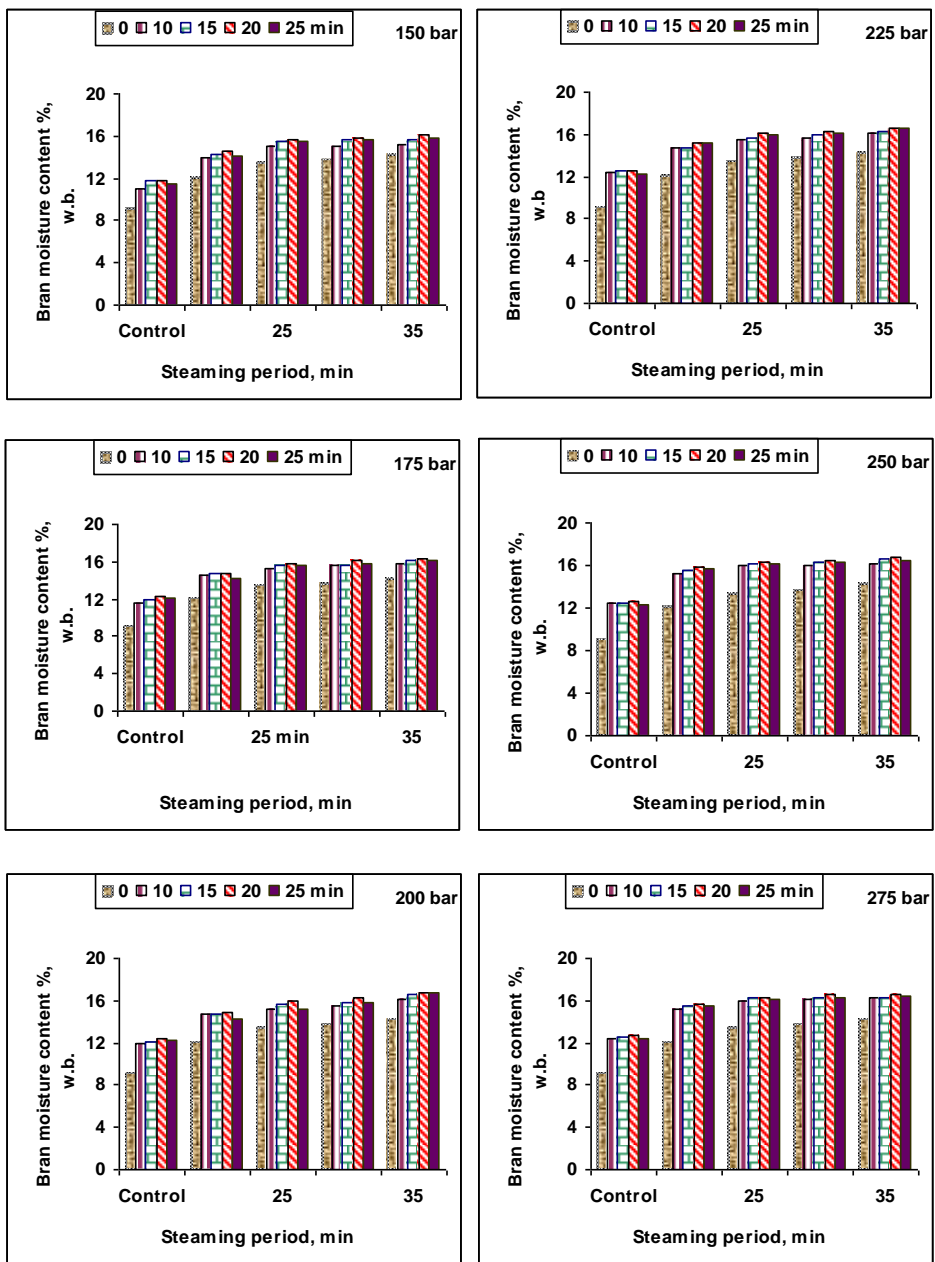 0 10 15 20 25 min
150 bar
Bran moisture content %,
w.b.
20
16
12
8
4
0
Control 25 35
Steaming period, min
0 10 15 20 25 min
225 bar
Bran moisture content %,
w.b.
20
16
12
8
4
0
Control 25 35
Steaming period, min
0 10 15 20 25 min
175 bar
Bran moisture content %,
w.b.
20
16
12
8
4
0
Control 25 min 35
Steaming period, min
0 10 15 20 25 min
250 bar
Bran moisture content %,
w.b.
20
16
12
8
4
0
Control 25 35
Steaming period, min
0 10 15 20 25 min
200 bar
Bran moisture content %,
w.b.
20
16
12
8
4
0
Control 25 35
Steaming period, min
0 10 15 20 25 min
275 bar
Bran moisture content %,
w.b.
20
16
12
8
4
0
Control 25 35
Steaming period, min